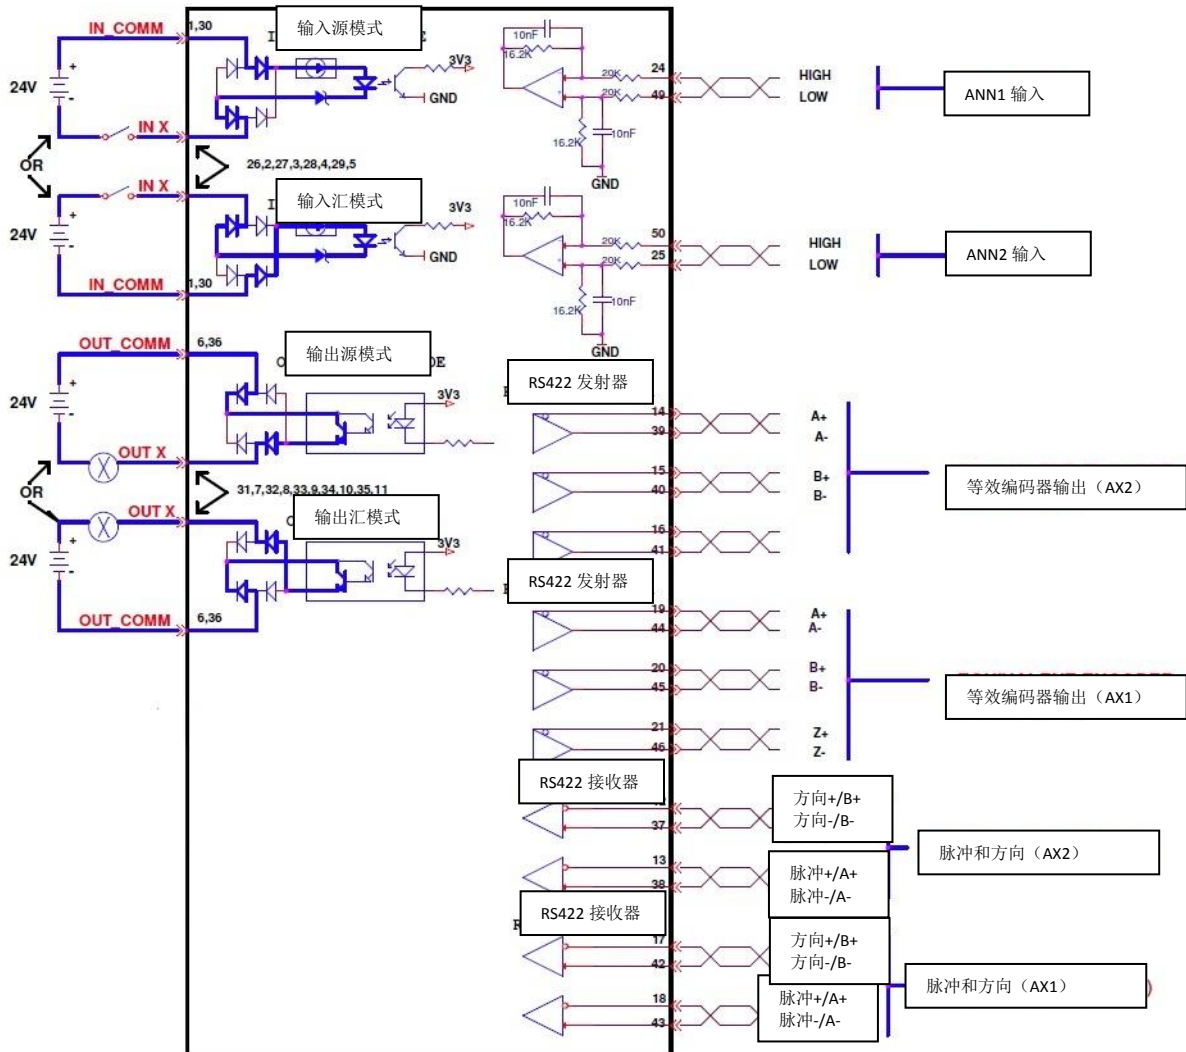 IN_COMM
1,30
输入源模式
24V
+
-
IN X
3V3
GND
OR
26,2,27,3,28,4,29,5
IN X
输入汇模式
24V
+
-
IN_COMM
1,30
3V3
GND
OUT_COMM
6,36
输出源模式
24V
+
-
OUT X
3V3
OR
31,7,32,8,33,9,34,10,35,11
OUT X
输出汇模式
24V
+
-
OUT_COMM
6,36
3V3
10nF
16.2K
20K
24
HIGH
20K
49
LOW
ANN1 输入
16.2K
10nF
GND
10nF
16.2K
20K
50
HIGH
20K
25
LOW
ANN2 输入
16.2K
10nF
GND
RS422 发射器
14
A+
39
A-
15
B+
40
B-
等效编码器输出（AX2）
16
41
RS422 发射器
19
A+
44
A-
20
B+
45
B-
等效编码器输出（AX1）
21
Z+
46
Z-
RS422 接收器
方向+/B+
37
方向-/B-
脉冲和方向（AX2）
13
脉冲+/A+
38
脉冲-/A-
RS422 接收器
17
方向+/B+
42
方向-/B-
脉冲和方向（AX1）
18
脉冲+/A+
43
脉冲-/A-